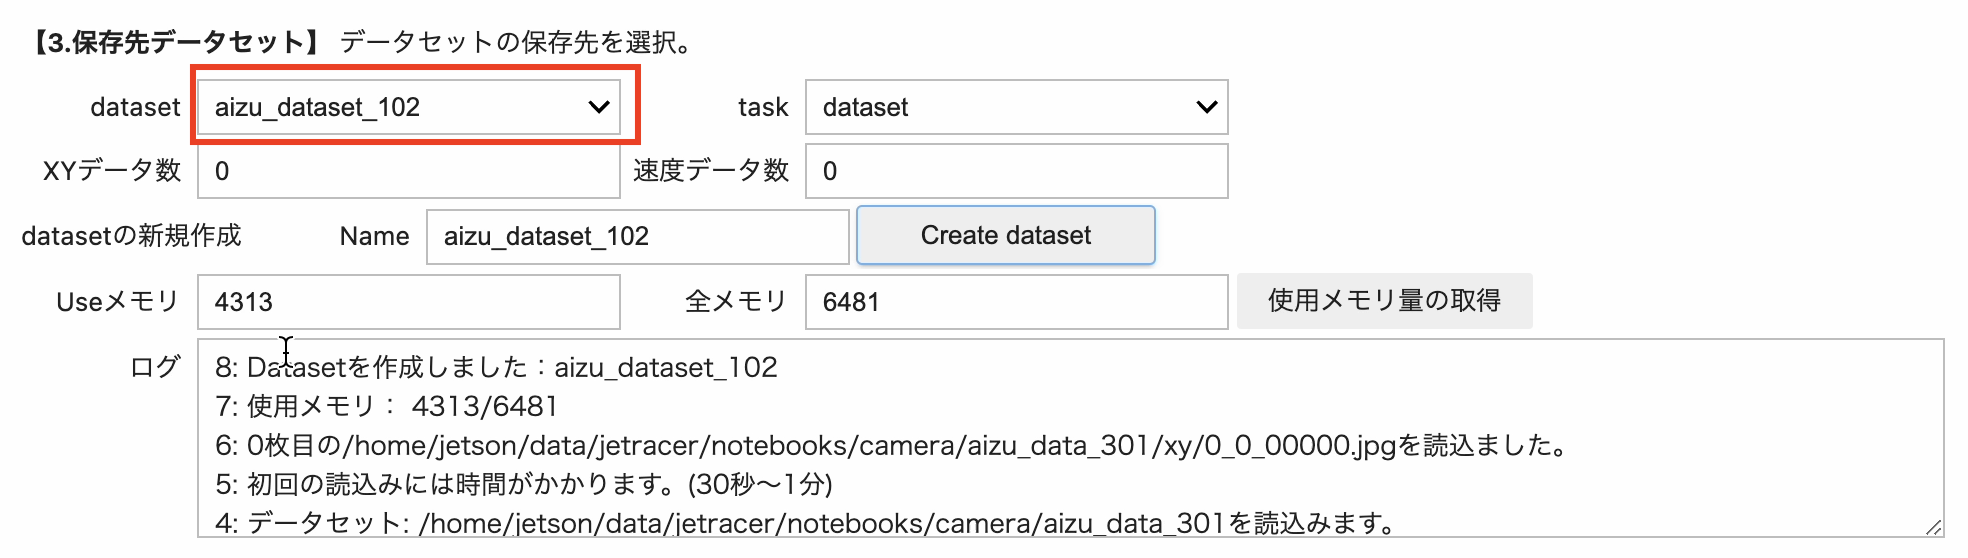 【3.保存先データセット】 データセットの保存先を選択。
dataset aizu_dataset_102 task dataset
XYデータ数 0 速度データ数 0
datasetの新規作成 Name aizu_dataset_102 Create dataset
Useメモリ 4313 全メモリ 6481 使用メモリ量の取得
ログ 8: Datasetを作成しました：aizu_dataset_102
7: 使用メモリ： 4313/6481
6: 0枚目の/home/jetson/data/jetracer/notebooks/camera/aizu_data_301/xy/0_0_00000.jpgを読込ました。
5: 初回の読込みには時間がかかります。(30秒〜1分)
4: データセット: /home/jetson/data/jetracer/notebooks/camera/aizu_data_301を読込みます。